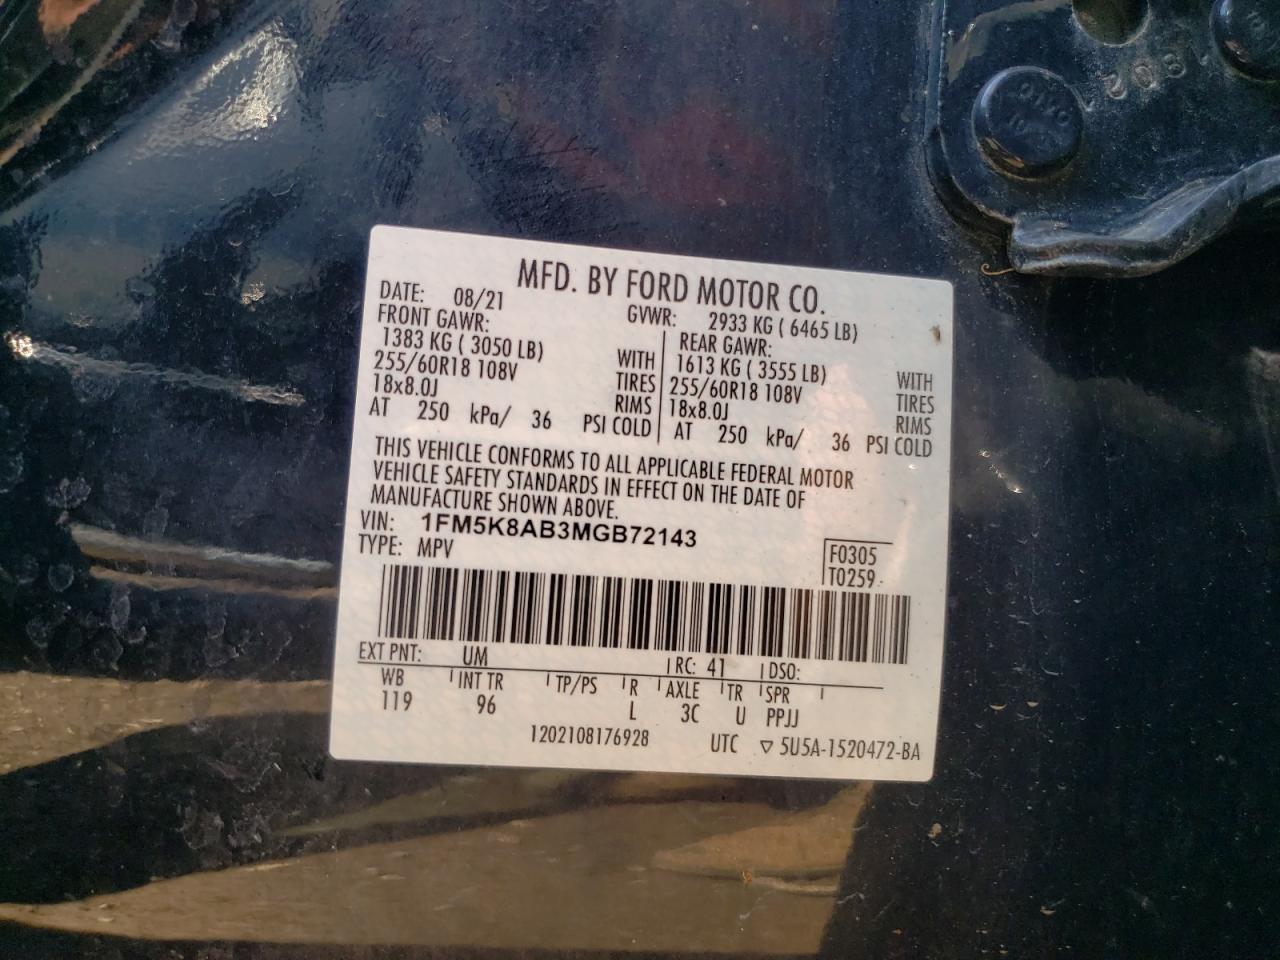 MFD. BY FORD MOTOR CO.
DATE: 08/21 GVWR: 2933 KG ( 6465 LB)
FRONT GAWR: REAR GAWR:
1383 KG ( 3050 LB) WITH 1613 KG ( 3555 LB) WITH
255/60R18 108V TIRES 255/60R18 108V TIRES
18x8.0J RIMS 18x8.0J RIMS
AT 250 kPa/ 36 PSI COLD AT 250 kPa/ 36 PSI COLD
THIS VEHICLE CONFORMS TO ALL APPLICABLE FEDERAL MOTOR
VEHICLE SAFETY STANDARDS IN EFFECT ON THE DATE OF
MANUFACTURE SHOWN ABOVE.
VIN: 1FM5K8AB3MGB72143
TYPE: MPV
F0305
T0259
EXT PNT: UM RC: 41 DSO:
WB INT TR TP/PS R AXLE TR SPR
119 96 L 3C U PPJJ
1202108176928 UTC ▽ 5U5A-1520472-BA